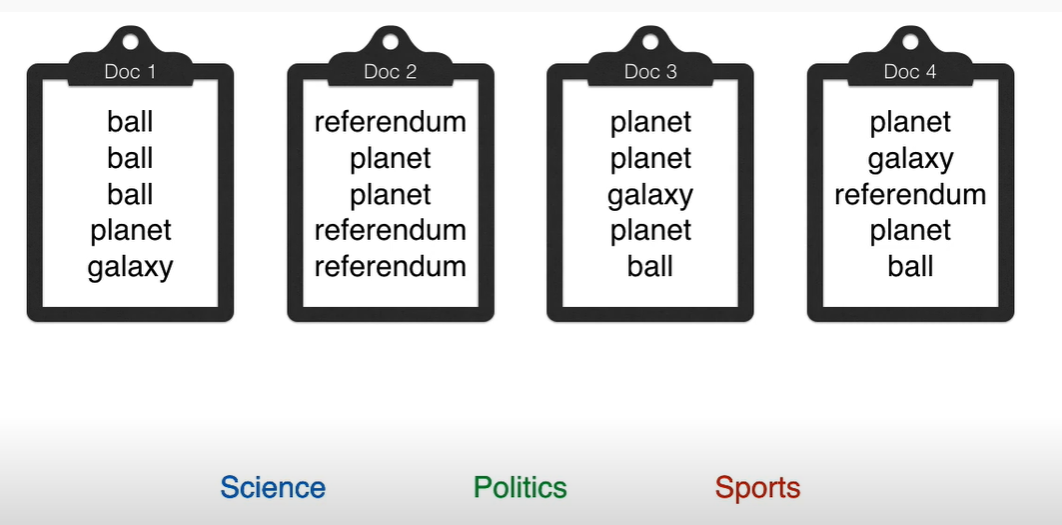 Doc 1
ball
ball
ball
planet
galaxy
Doc 2
referendum
planet
planet
referendum
referendum
Doc 3
planet
planet
galaxy
planet
ball
Doc 4
planet
galaxy
referendum
planet
ball
Science
Politics
Sports